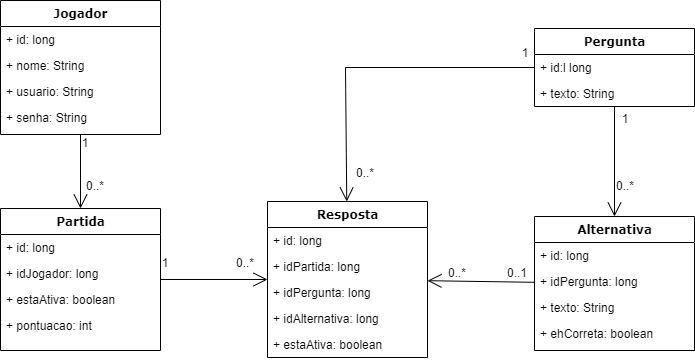 Jogador
+ id: long
+ nome: String
+ usuario: String
+ senha: String
1
0..*
Pergunta
+ id:l long
+ texto: String
1
1
0..*
0..*
Partida
+ id: long
+ idJogador: long
+ estaAtiva: boolean
+ pontuacao: int
1
0..*
Resposta
+ id: long
+ idPartida: long
+ idPergunta: long
+ idAlternativa: long
+ estaAtiva: boolean
0..*
0..1
Alternativa
+ id: long
+ idPergunta: long
+ texto: String
+ ehCorreta: boolean